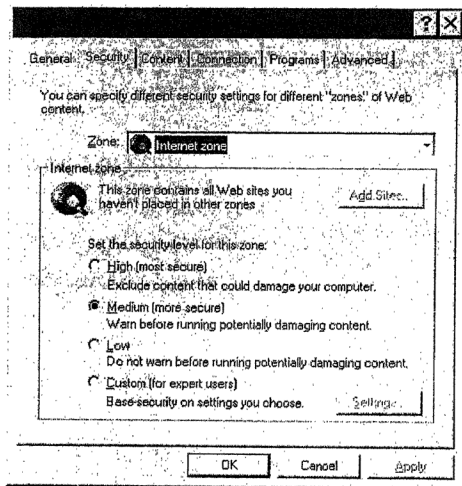 General Security Content Connection Programs Advanced
You can specify different security settings for different "zones" of Web
content.
Zone: Internet zone
Internet zone
This zone contains all Web sites you
haven't placed in other zones
Add Sites...
Set the security level for this zone:
High (most secure)
Exclude content that could damage your computer.
Medium (more secure)
Warn before running potentially damaging content.
Low
Do not warn before running potentially damaging content.
Custom (for expert users)
Base security on settings you choose.
Settings...
OK Cancel Apply